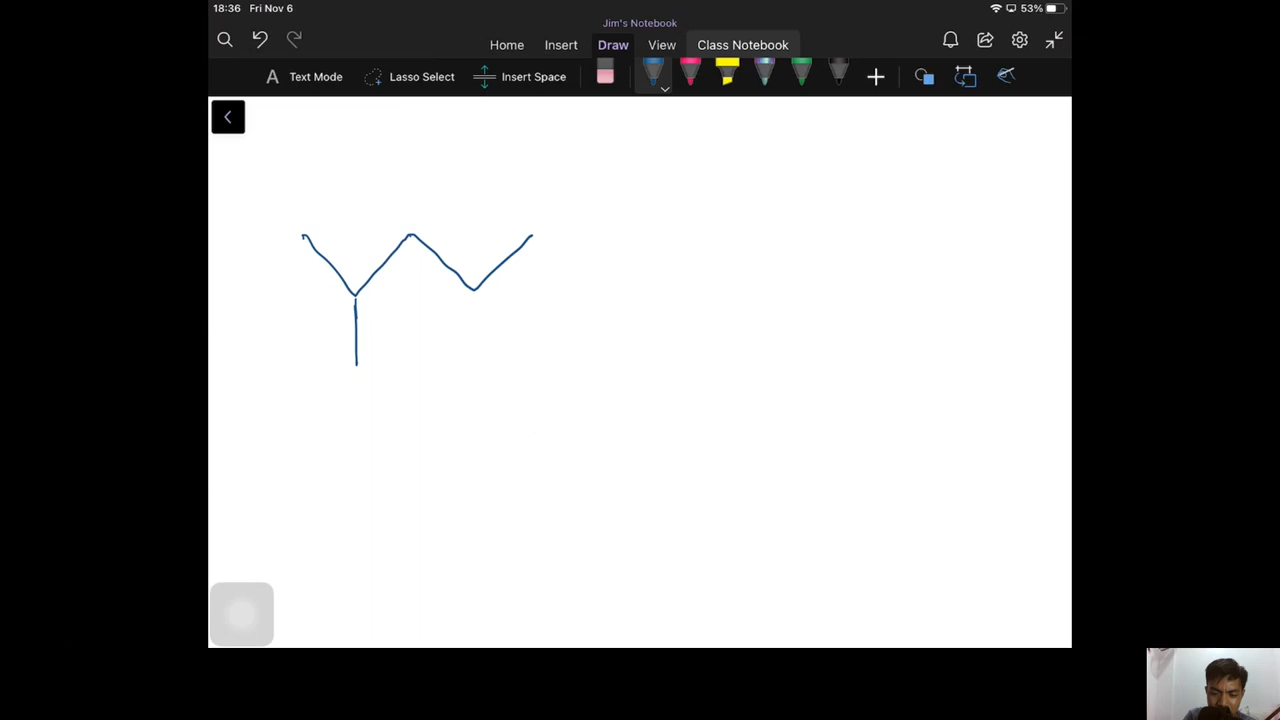 18:36 Fri Nov 6 53%
Jim's Notebook
Home Insert Draw View Class Notebook
A Text Mode Lasso Select Insert Space